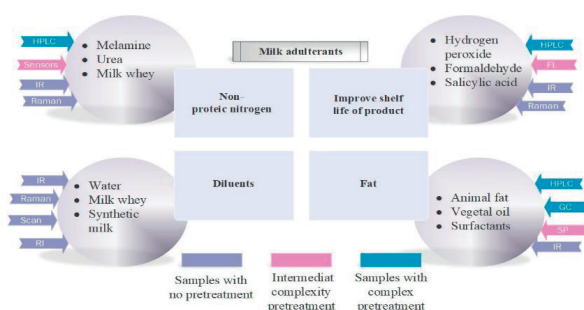 Milk adulterants
HPLC
Sensors
IR
Raman
• Melamine
• Urea
• Milk whey
Non-
proteic nitrogen
Improve shelf
life of product
• Hydrogen
peroxide
• Formaldehyde
• Salicylic acid
HPLC
FL
IR
Raman
IR
Raman
Scan
RI
• Water
• Milk whey
• Synthetic
milk
Diluents
Fat
• Animal fat
• Vegetal oil
• Surfactants
HPLC
GC
SP
IR
Samples with
no pretreatment
Intermediat
complexity
pretreatment
Samples with
complex
pretreatment